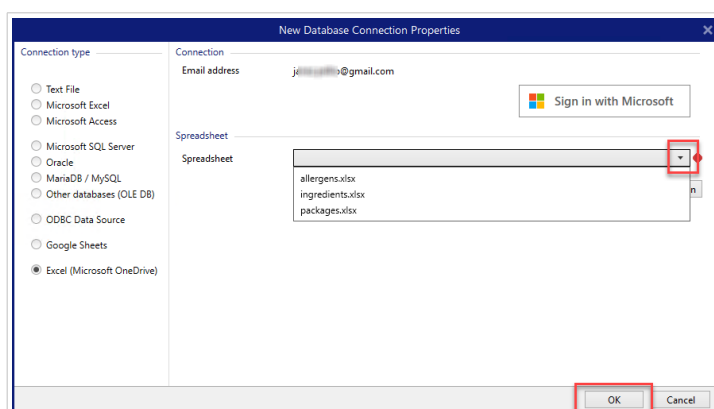 New Database Connection Properties
Connection type
Text File
Microsoft Excel
Microsoft Access
Microsoft SQL Server
Oracle
MariaDB / MySQL
Other databases (OLE DB)
ODBC Data Source
Google Sheets
Excel (Microsoft OneDrive)
Connection
Email address
@gmail.com
Sign in with Microsoft
Spreadsheet
Spreadsheet
allergens.xlsx
ingredients.xlsx
packages.xlsx
OK
Cancel